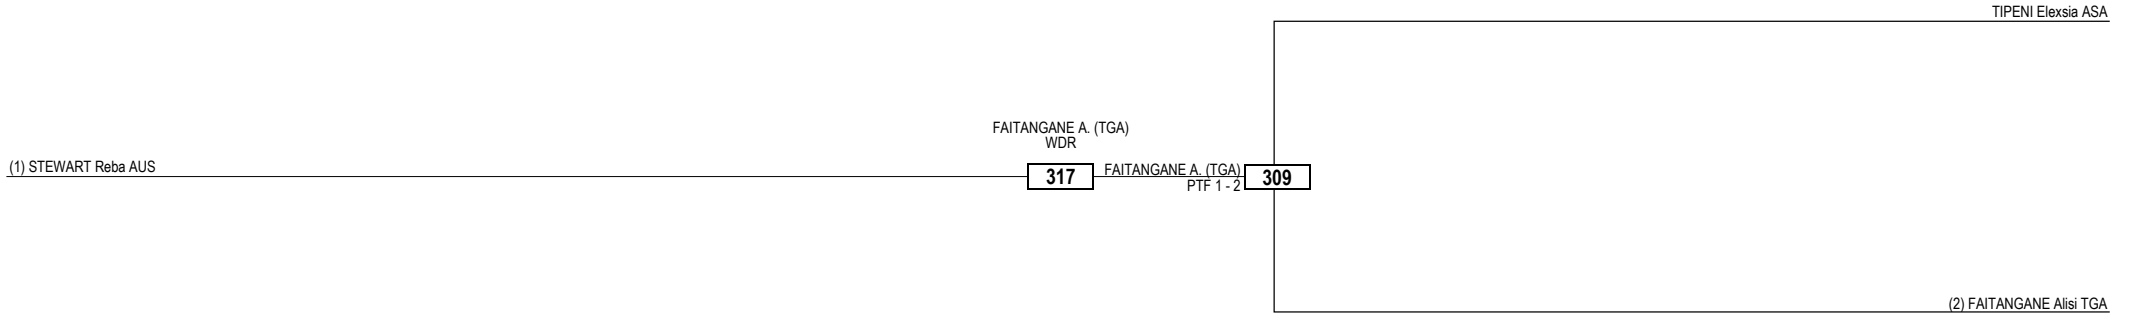 TIPENI Elexsia ASA
FAITANGANE A. (TGA)
WDR
(1) STEWART Reba AUS
317
FAITANGANE A. (TGA)
PTF 1 - 2
309
(2) FAITANGANE Alisi TGA